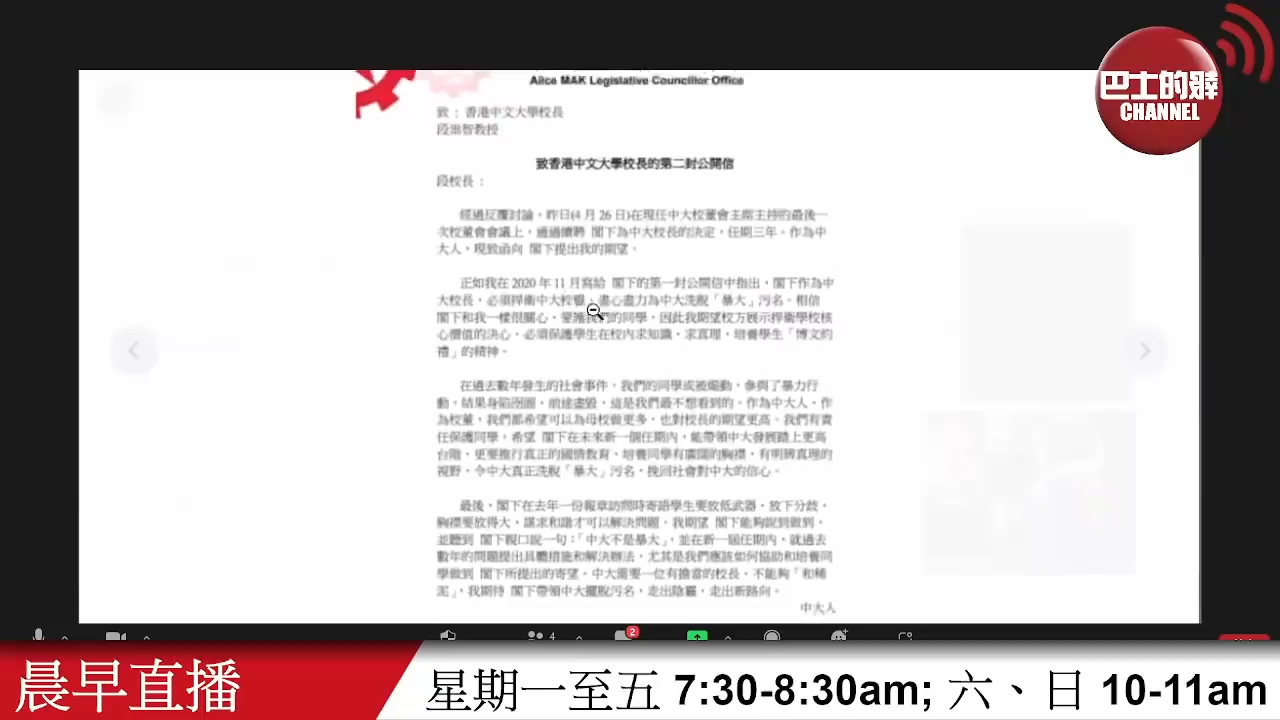 巴士的報
CHANNEL
Alice MAK Legislative Councillor Office
致：香港中文大學校長
段崇智教授
致香港中文大學校長的第二封公開信
段校長：
經過反覆討論，昨日(4 月 26 日)在現任中大校董會主席主持的最後一
次校董會會議上，通過續聘 閣下為中大校長的決定，任期三年。作為中
大人，現致函向 閣下提出我的期望。
正如我在 2020 年 11 月寫給 閣下的第一封公開信中指出，閣下作為中
大校長，必須捍衛中大校譽，盡心盡力為中大洗脫「暴大」污名。相信
閣下和我一樣很關心、愛護我們的同學，因此我期望校方展示捍衛學校核
心價值的決心，必須保護學生在校內求知識、求真理，培養學生「博文約
禮」的精神。
在過去數年發生的社會事件，我們的同學或被煽動，參與了暴力行
動，結果身陷囹圄，前途盡毀，這是我們最不想看到的。作為中大人、作
為校董，我們都希望可以為母校做更多，也對校長的期望更高。我們有責
任保護同學，希望 閣下在未來新一個任期內，能帶領中大發展踏上更高
台階，更要推行真正的國情教育、培養同學有廣闊的胸襟，有明辨真理的
視野，令中大真正洗脫「暴大」污名，挽回社會對中大的信心。
最後，閣下在去年一份報章訪問時寄語學生要放低武器，放下分歧，
胸襟要放得大，謀求和諧才可以解決問題。我期望 閣下能夠說到做到，
並聽到 閣下親口說一句：「中大不是暴大」，並在新一屆任期內，就過去
數年的問題提出具體措施和解決辦法，尤其是我們應該如何協助和培養同
學做到 閣下所提出的寄望。中大需要一位有擔當的校長，不能夠「和稀
泥」，我期待 閣下帶領中大擺脫污名，走出陰霾，走出新路向。
中大人
4
2
晨早直播
星期一至五 7:30-8:30am; 六、日 10-11am